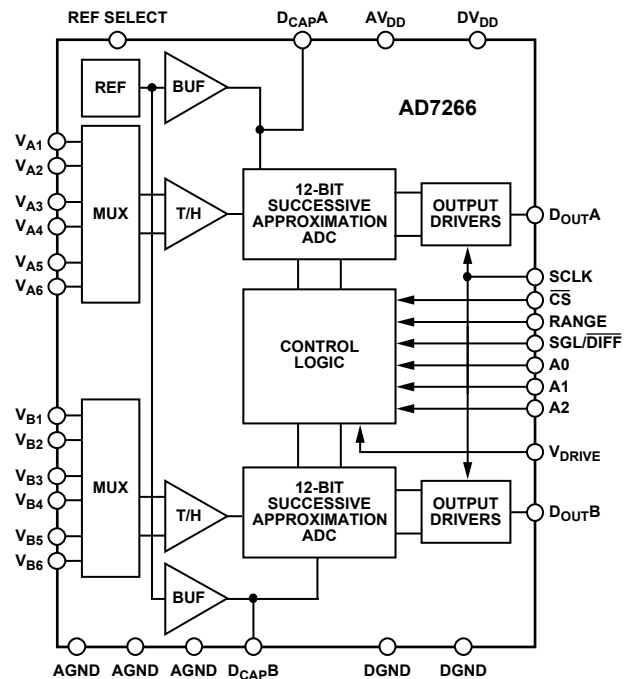 REF SELECT
DCAPA
AVDD
DVDD
REF
BUF
AD7266
VA1
VA2
VA3
VA4
VA5
VA6
MUX
T/H
12-BIT
SUCCESSIVE
APPROXIMATION
ADC
OUTPUT
DRIVERS
DOUTA
SCLK
CS
RANGE
SGL/DIFF
A0
A1
A2
VDRIVE
CONTROL
LOGIC
VB1
VB2
VB3
VB4
VB5
VB6
MUX
T/H
12-BIT
SUCCESSIVE
APPROXIMATION
ADC
OUTPUT
DRIVERS
DOUTB
BUF
AGND
AGND
AGND
DCAPB
DGND
DGND